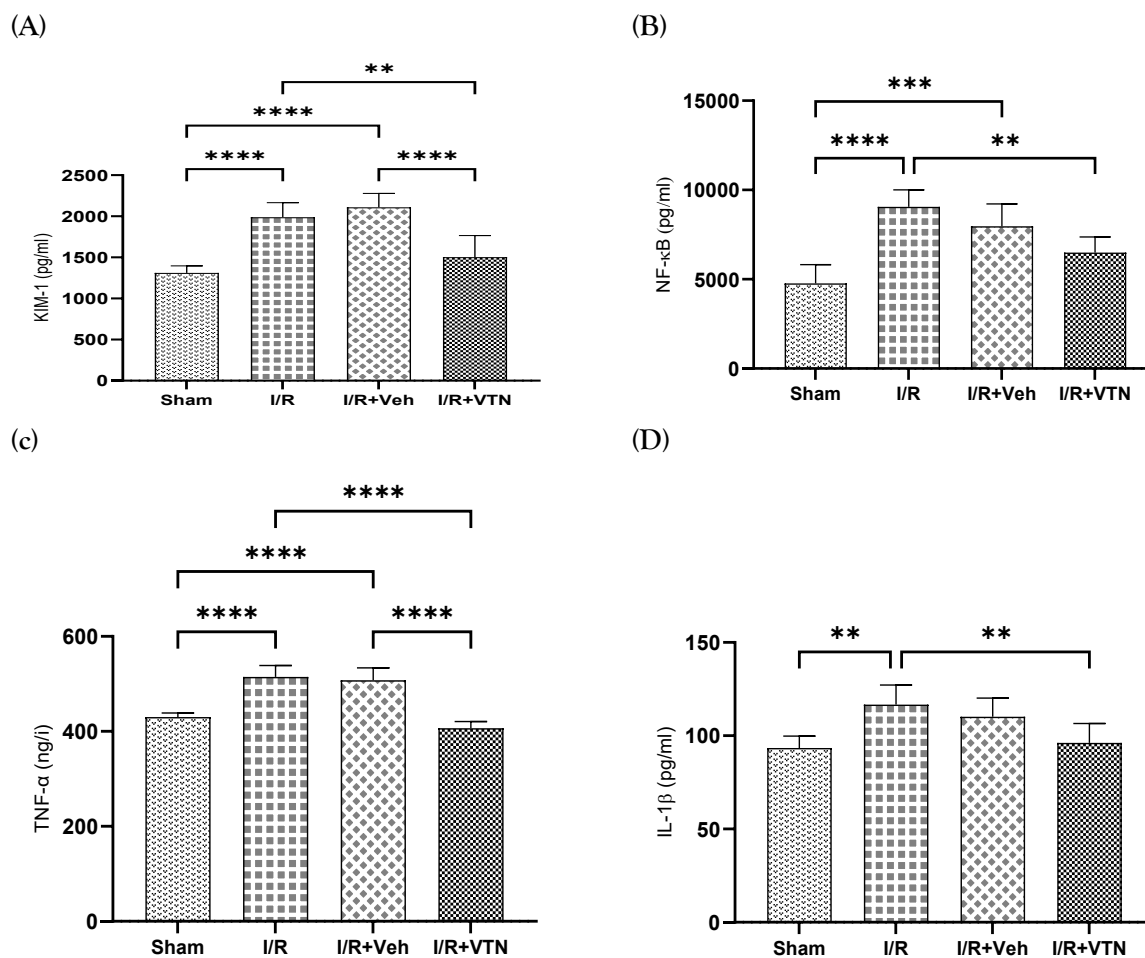 (A)
**
****
**** ****
KIM-1 (pg/ml)
2500
2000
1500
1000
500
0
Sham I/R I/R+Veh I/R+VTN
(B)
***
**** **
NF-κB (pg/ml)
15000
10000
5000
0
Sham I/R I/R+Veh I/R+VTN
(c)
****
****
**** ****
TNF-α (ng/i)
600
400
200
0
Sham I/R I/R+Veh I/R+VTN
(D)
** **
IL-1β (pg/ml)
150
100
50
0
Sham I/R I/R+Veh I/R+VTN